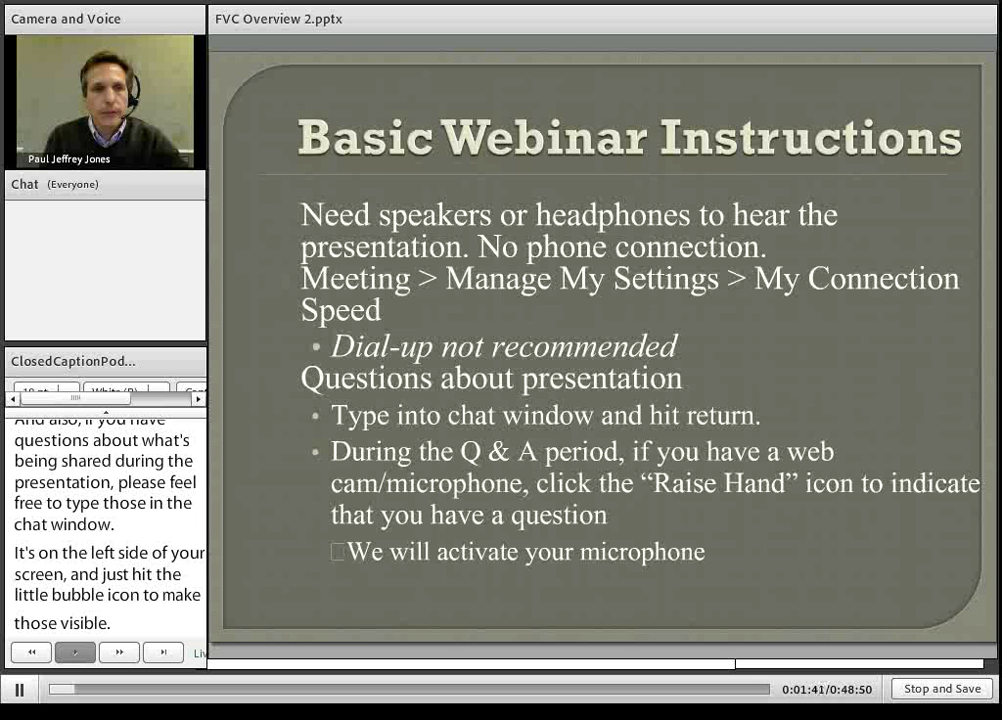 Camera and Voice
Paul Jeffrey Jones
Chat (Everyone)
ClosedCaptionPod...
And also, if you have
questions about what's
being shared during the
presentation, please feel
free to type those in the
chat window.
It's on the left side of your
screen, and just hit the
little bubble icon to make
those visible.
Liv
FVC Overview 2.pptx
Basic Webinar Instructions
Need speakers or headphones to hear the
presentation. No phone connection.
Meeting > Manage My Settings > My Connection
Speed
• Dial-up not recommended
Questions about presentation
• Type into chat window and hit return.
• During the Q & A period, if you have a web
cam/microphone, click the “Raise Hand” icon to indicate
that you have a question
□We will activate your microphone
0:01:41/0:48:50
Stop and Save